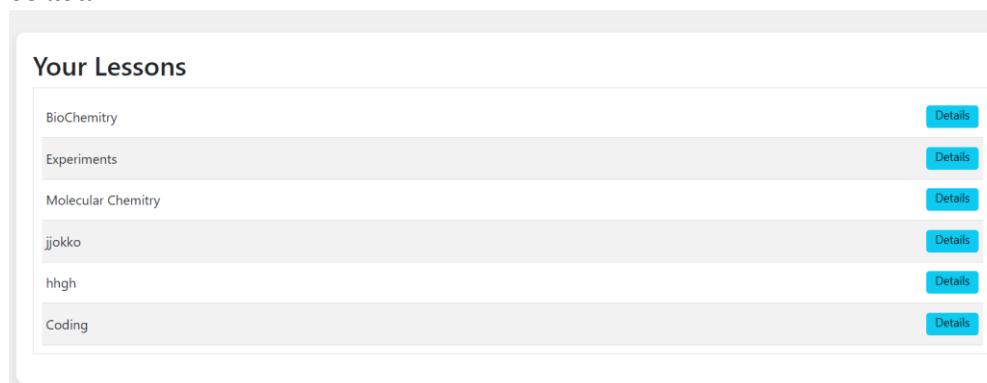 Your Lessons
BioChemitry Details
Experiments Details
Molecular Chemitry Details
jjokko Details
hhgh Details
Coding Details